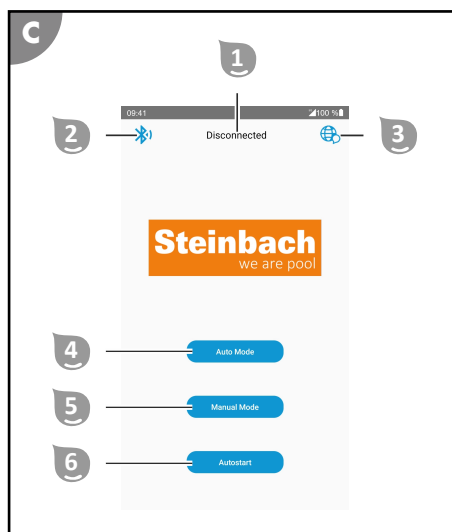 C
1
09:41 100 %
2 Disconnected 3
Steinbach
we are pool
4 Auto Mode
5 Manual Mode
6 Autostart